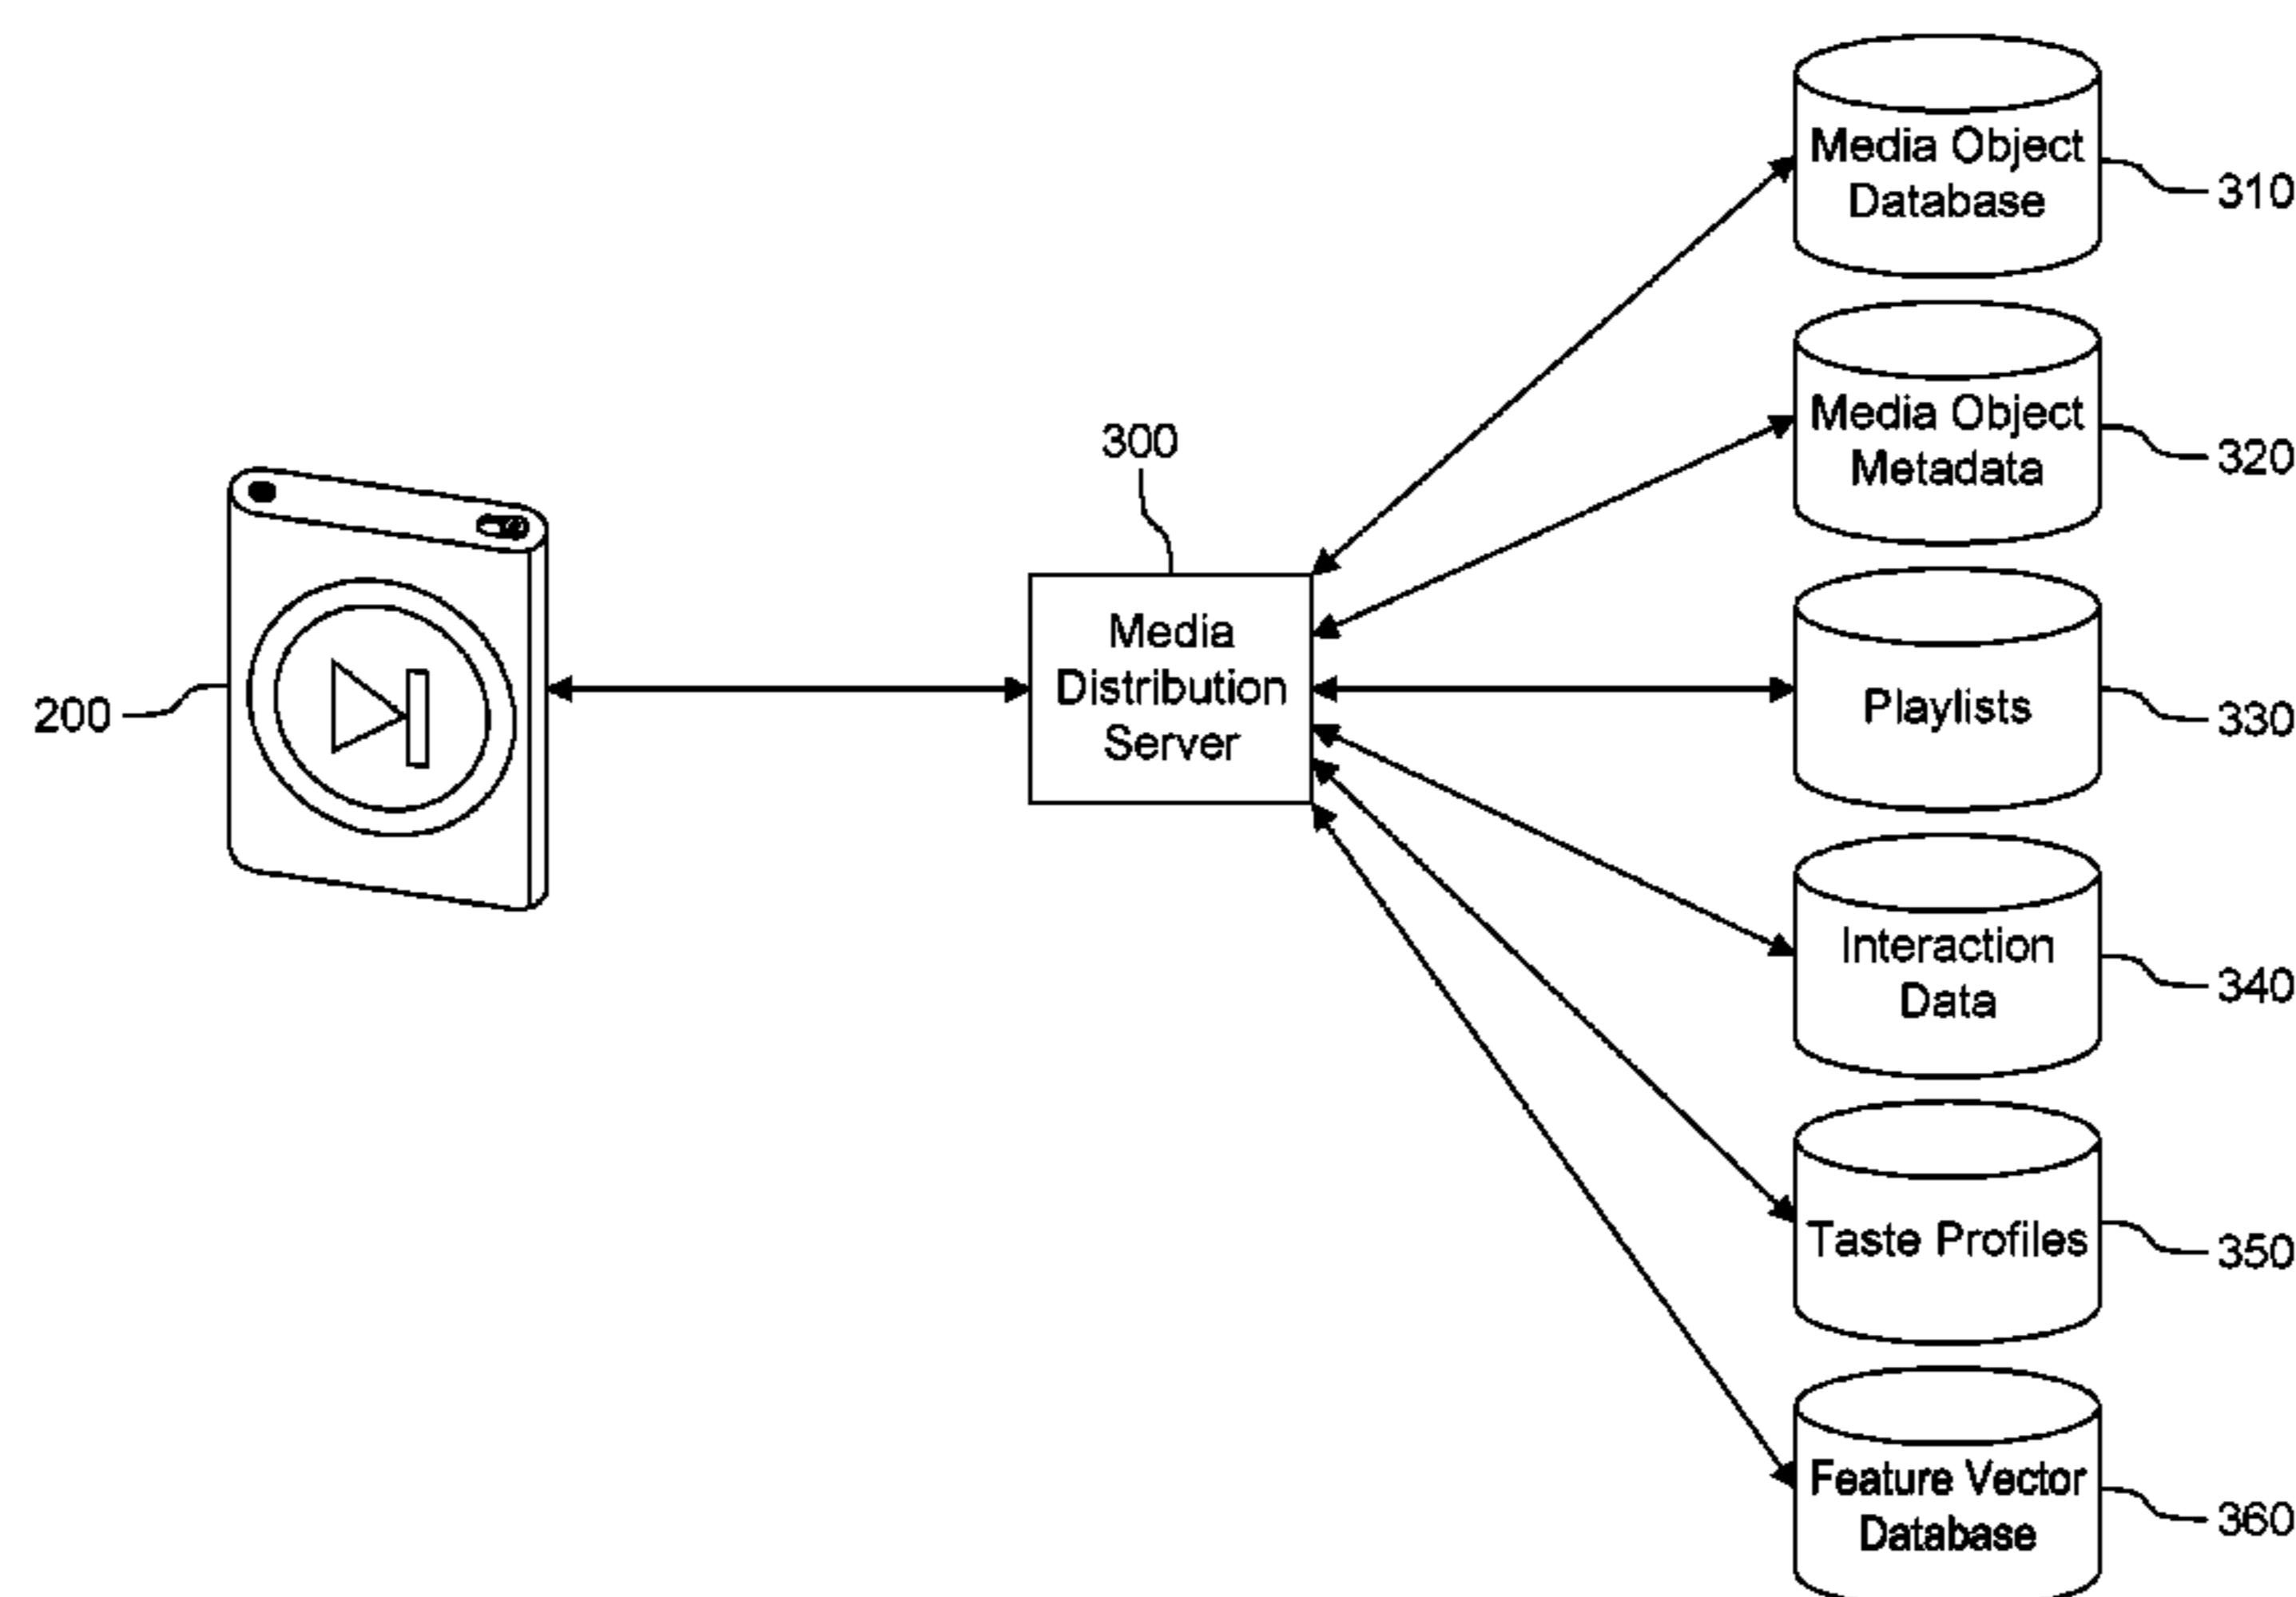 Media Object
Database
310
Media Object
Metadata
320
300
Media
Distribution
Server
200
Playlists
330
Interaction
Data
340
Taste Profiles
350
Feature Vector
Database
360